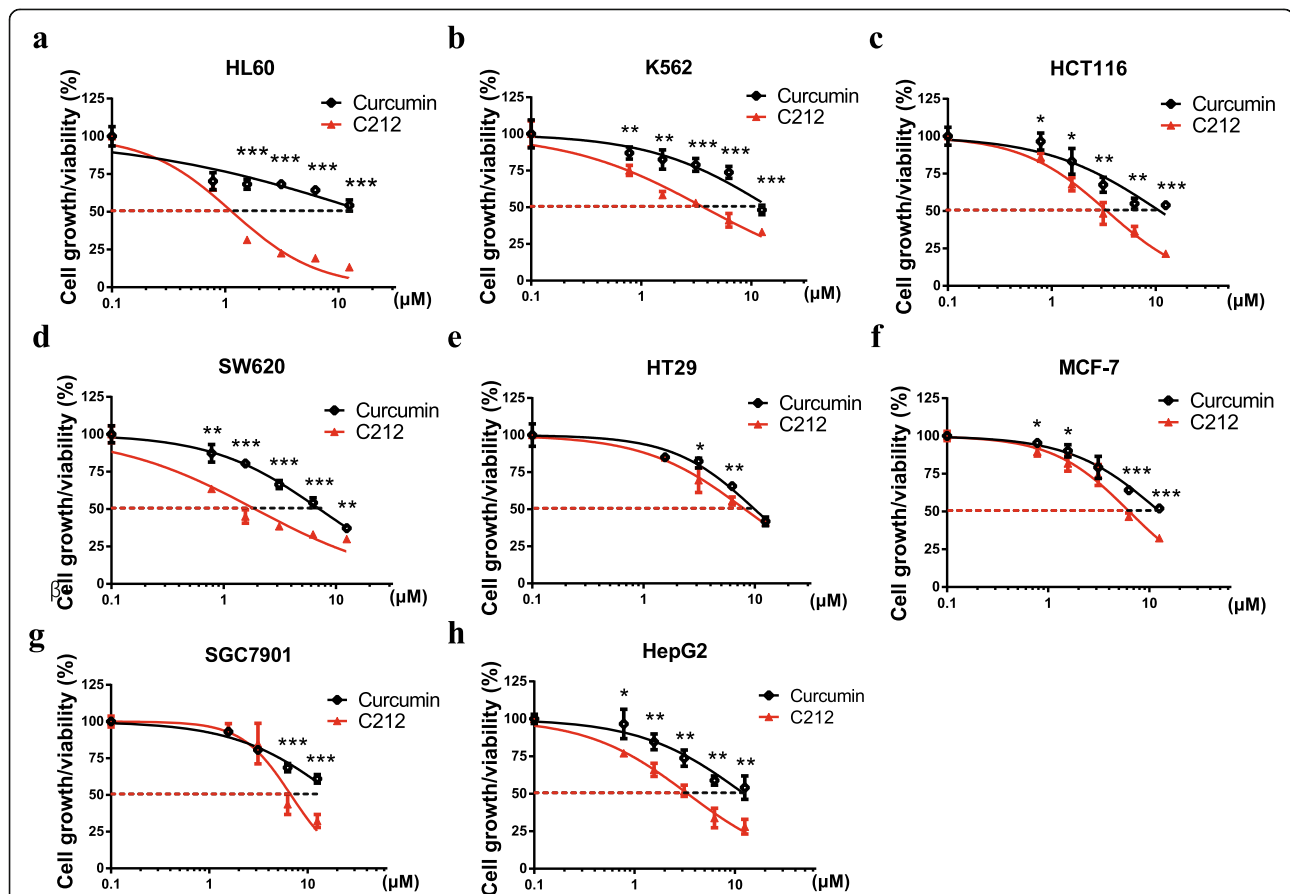 a
HL60
Cell growth/viability (%)
125
100
75
50
25
0
0.1
1
10
(µM)
Curcumin
C212
*** *** *** ***
b
K562
Cell growth/viability (%)
125
100
75
50
25
0
0.1
1
10
(µM)
Curcumin
C212
** ** *** *** ***
c
HCT116
Cell growth/viability (%)
125
100
75
50
25
0
0.1
1
10
(µM)
Curcumin
C212
* * ** ** ***
d
SW620
Cell growth/viability (%)
125
100
75
50
25
0
0.1
1
10
(µM)
Curcumin
C212
** *** *** *** **
β
e
HT29
Cell growth/viability (%)
125
100
75
50
25
0
0.1
1
10
(µM)
Curcumin
C212
* **
f
MCF-7
Cell growth/viability (%)
125
100
75
50
25
0
0.1
1
10
(µM)
Curcumin
C212
* * *** ***
g
SGC7901
Cell growth/viability (%)
125
100
75
50
25
0
0.1
1
10
(µM)
Curcumin
C212
*** ***
h
HepG2
Cell growth/viability (%)
125
100
75
50
25
0
0.1
1
10
(µM)
Curcumin
C212
* ** ** ** **